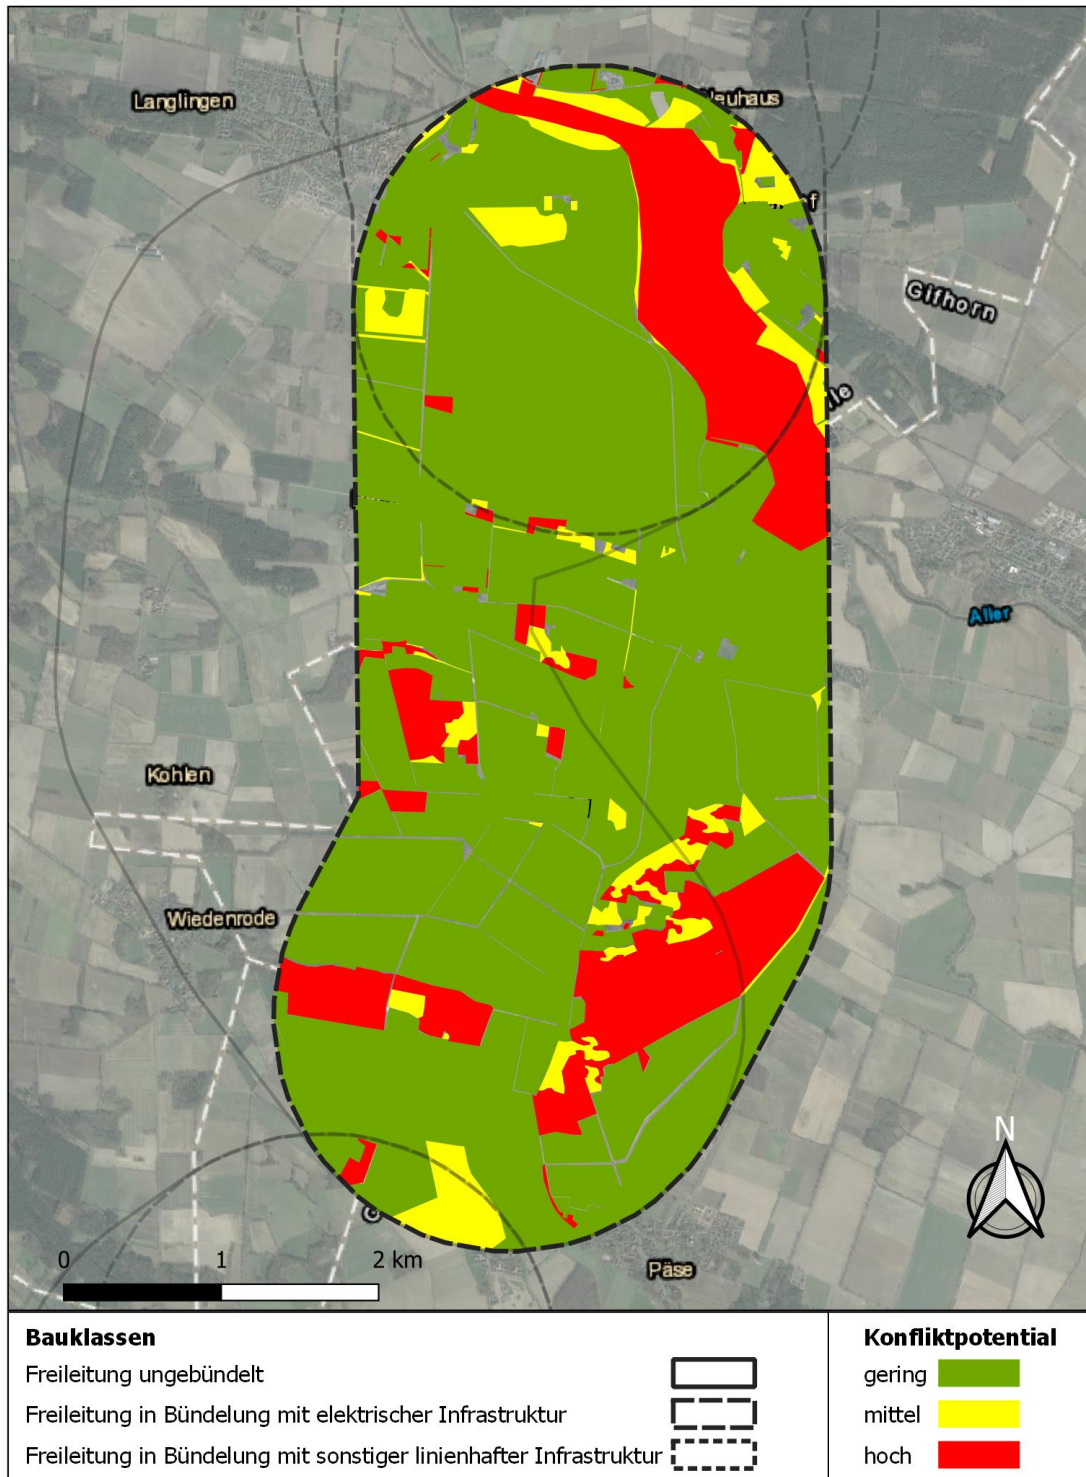 Langlingen
Neuhaus
Gifhorn
Aller
Kohlen
Wiedenrode
N
0 1 2 km
Päse
Bauklassen
Freileitung ungebündelt
Freileitung in Bündelung mit elektrischer Infrastruktur
Freileitung in Bündelung mit sonstiger linienhafter Infrastruktur
Konfliktpotential
gering
mittel
hoch